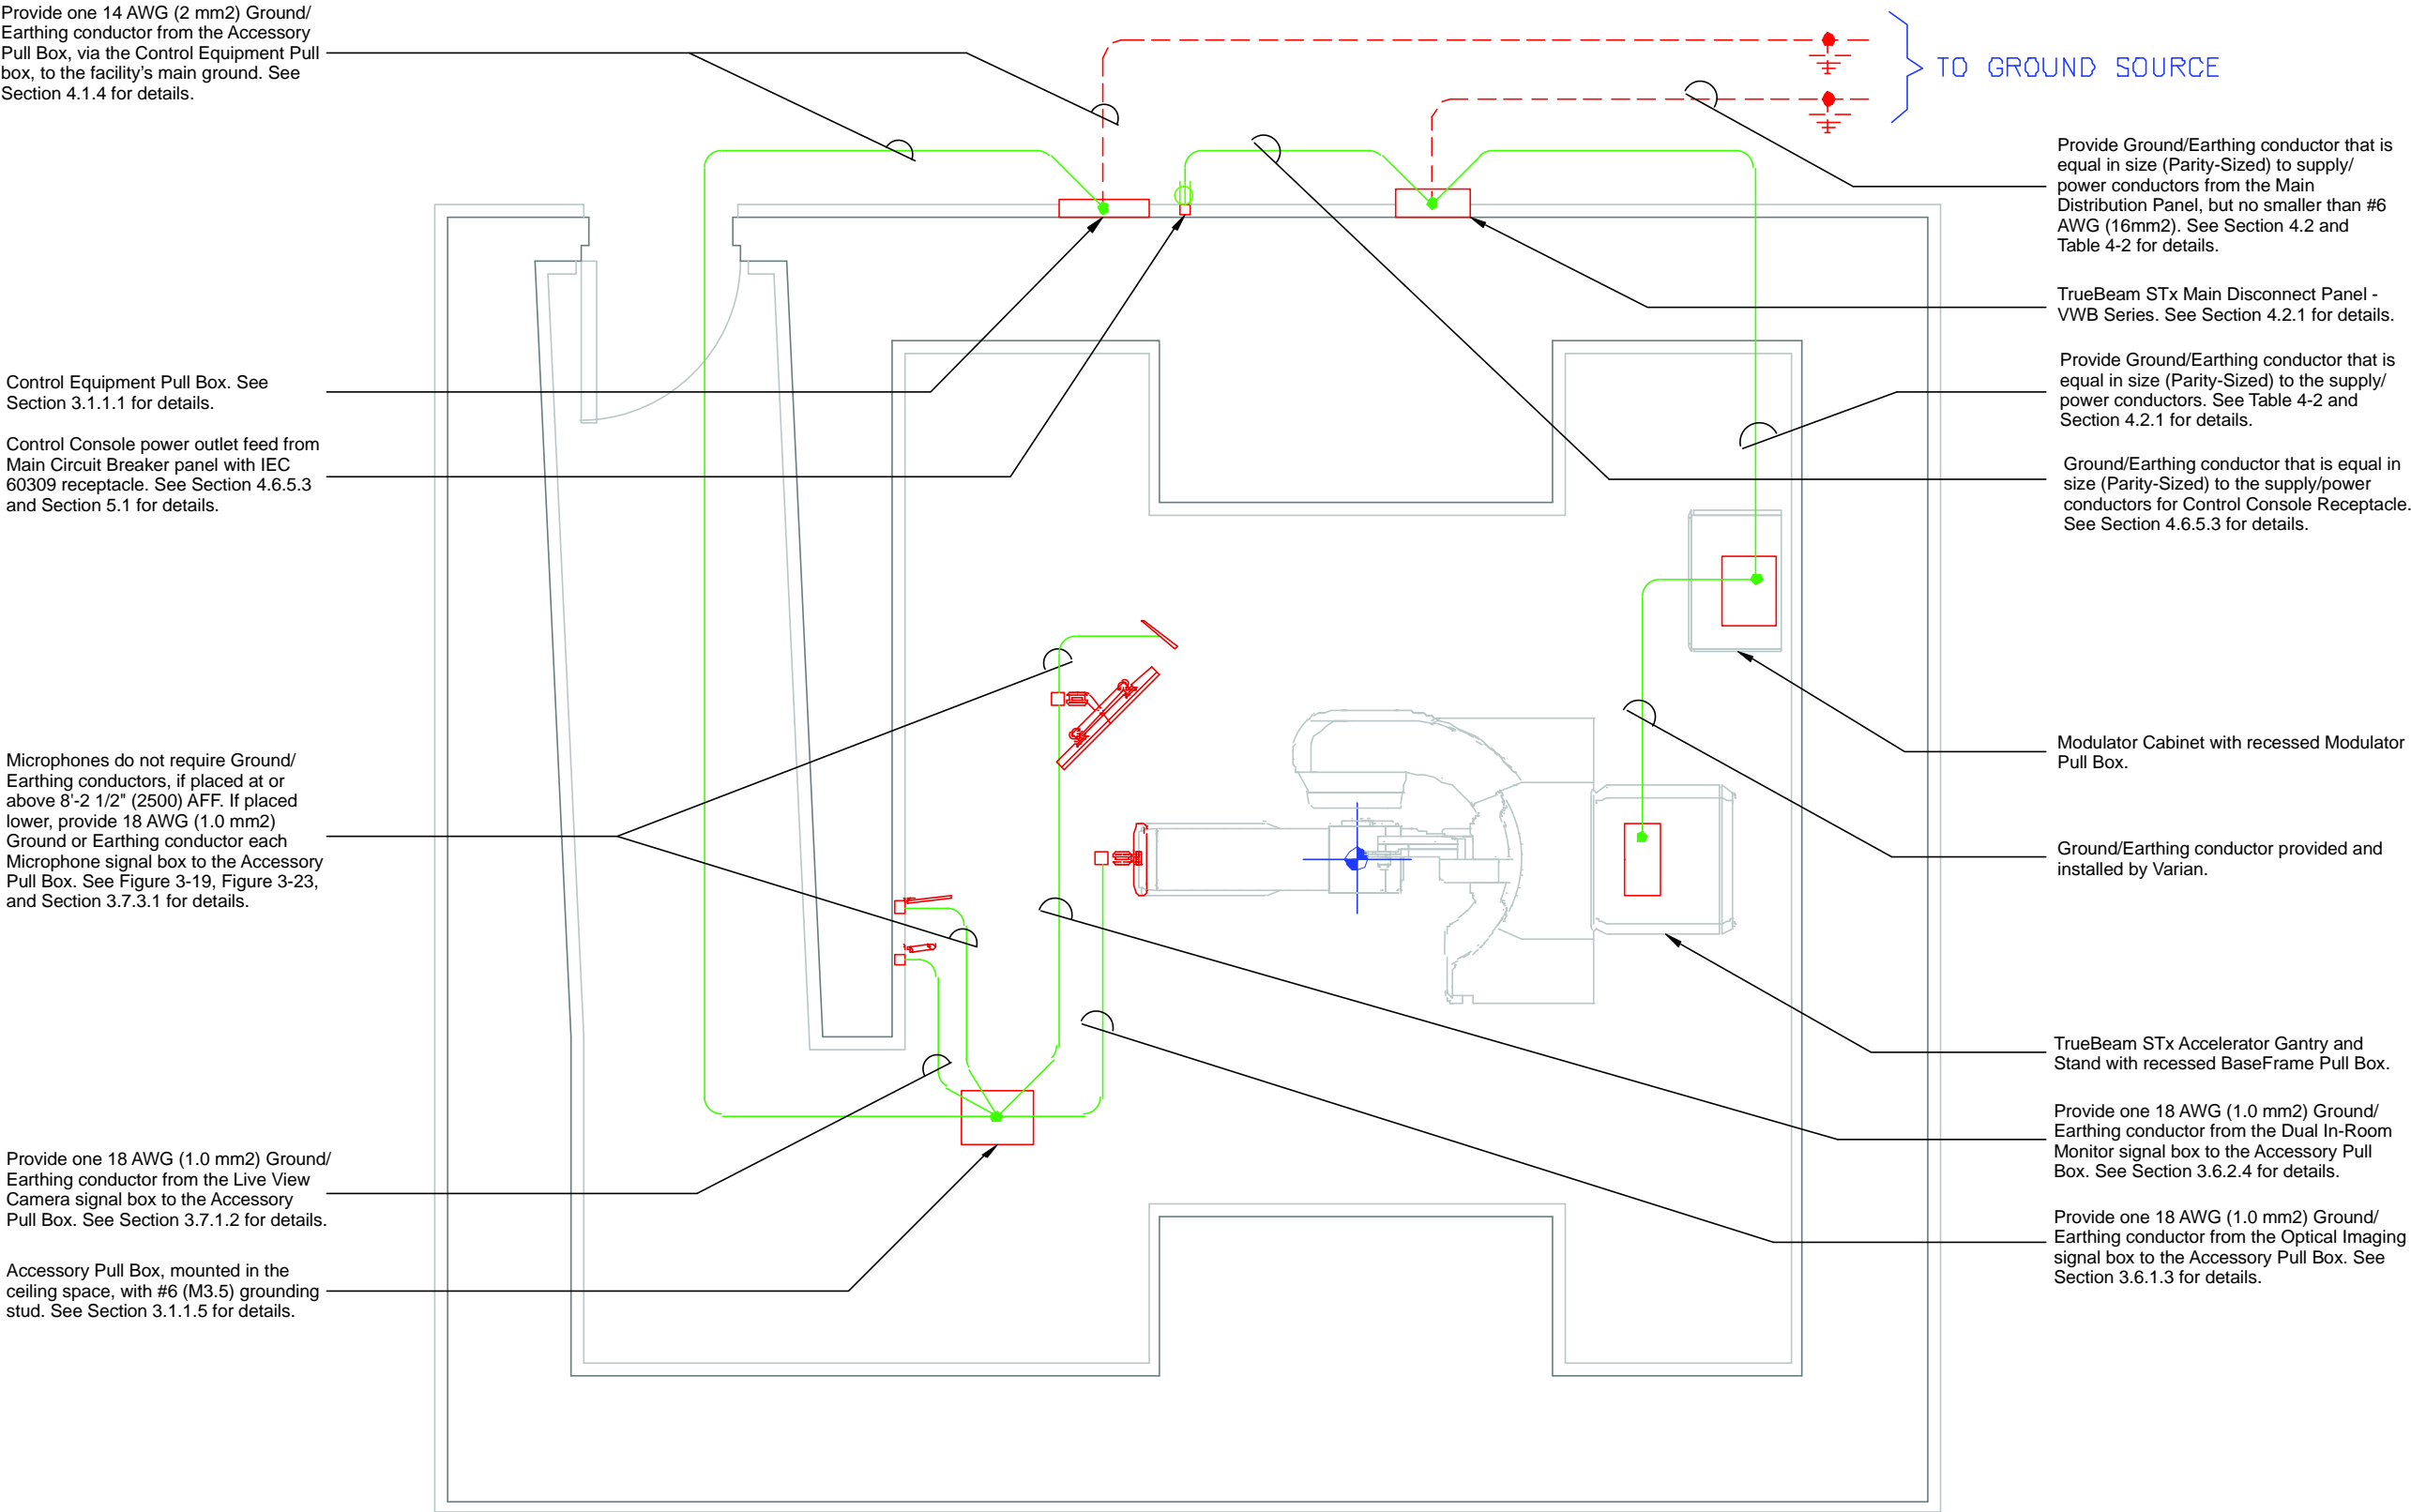 Provide one 14 AWG (2 mm2) Ground/
Earthing conductor from the Accessory
Pull Box, via the Control Equipment Pull
box, to the facility's main ground. See
Section 4.1.4 for details.
TO GROUND SOURCE
Provide Ground/Earthing conductor that is
equal in size (Parity-Sized) to supply/
power conductors from the Main
Distribution Panel, but no smaller than #6
AWG (16mm2). See Section 4.2 and
Table 4-2 for details.
TrueBeam STx Main Disconnect Panel -
VWB Series. See Section 4.2.1 for details.
Provide Ground/Earthing conductor that is
equal in size (Parity-Sized) to the supply/
power conductors. See Table 4-2 and
Section 4.2.1 for details.
Ground/Earthing conductor that is equal in
size (Parity-Sized) to the supply/power
conductors for Control Console Receptacle.
See Section 4.6.5.3 for details.
Control Equipment Pull Box. See
Section 3.1.1.1 for details.
Control Console power outlet feed from
Main Circuit Breaker panel with IEC
60309 receptacle. See Section 4.6.5.3
and Section 5.1 for details.
Microphones do not require Ground/
Earthing conductors, if placed at or
above 8'-2 1/2" (2500) AFF. If placed
lower, provide 18 AWG (1.0 mm2)
Ground or Earthing conductor each
Microphone signal box to the Accessory
Pull Box. See Figure 3-19, Figure 3-23,
and Section 3.7.3.1 for details.
Modulator Cabinet with recessed Modulator
Pull Box.
Ground/Earthing conductor provided and
installed by Varian.
TrueBeam STx Accelerator Gantry and
Stand with recessed BaseFrame Pull Box.
Provide one 18 AWG (1.0 mm2) Ground/
Earthing conductor from the Dual In-Room
Monitor signal box to the Accessory Pull
Box. See Section 3.6.2.4 for details.
Provide one 18 AWG (1.0 mm2) Ground/
Earthing conductor from the Optical Imaging
signal box to the Accessory Pull Box. See
Section 3.6.1.3 for details.
Provide one 18 AWG (1.0 mm2) Ground/
Earthing conductor from the Live View
Camera signal box to the Accessory
Pull Box. See Section 3.7.1.2 for details.
Accessory Pull Box, mounted in the
ceiling space, with #6 (M3.5) grounding
stud. See Section 3.1.1.5 for details.